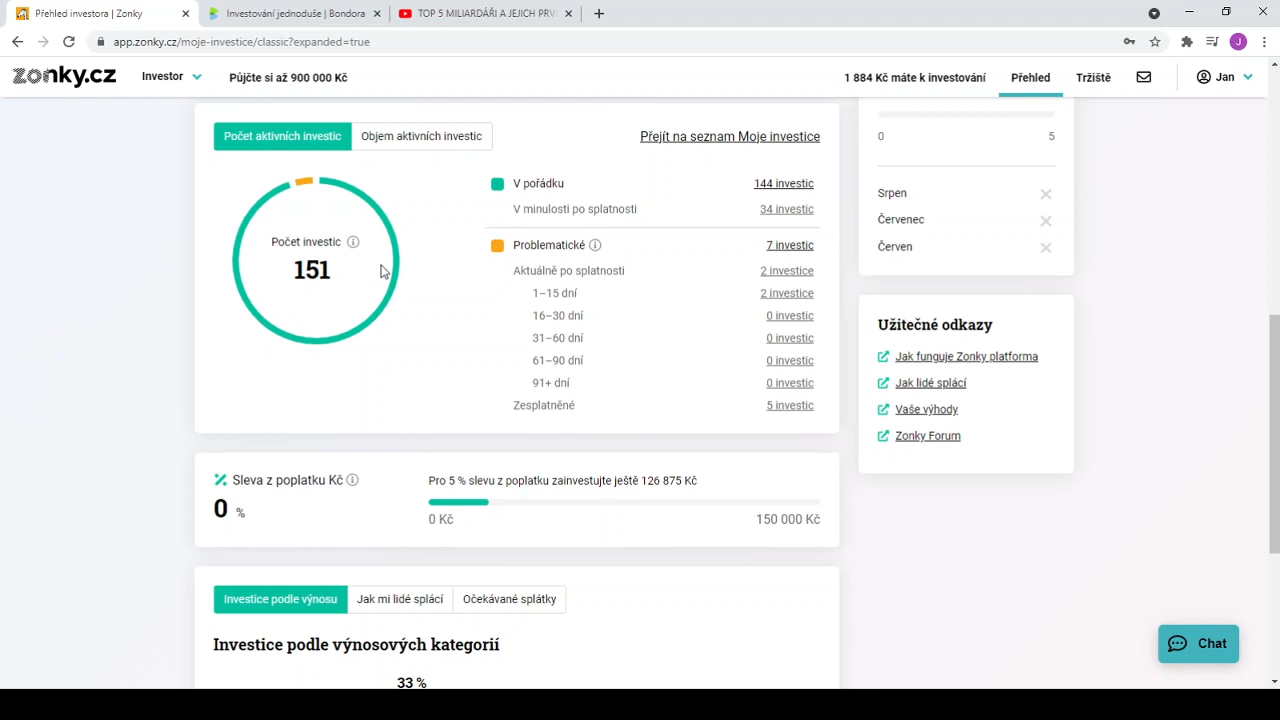 Přehled investora | Zonky
Investování jednoduše | Bondora
TOP 5 MILIARDÁŘI A JEJICH PRV
app.zonky.cz/moje-investice/classic?expanded=true
J
zonky.cz
Investor
Půjčte si až 900 000 Kč
1 884 Kč máte k investování
Přehled
Tržiště
Jan
Počet aktivních investic
Objem aktivních investic
Přejít na seznam Moje investice
Počet investic
151
V pořádku
144 investic
V minulosti po splatnosti
34 investic
Problematické
7 investic
Aktuálně po splatnosti
2 investice
1–15 dní
2 investice
16–30 dní
0 investic
31–60 dní
0 investic
61–90 dní
0 investic
91+ dní
0 investic
Zesplatněné
5 investic
0
5
Srpen
Červenec
Červen
Užitečné odkazy
Jak funguje Zonky platforma
Jak lidé splácí
Vaše výhody
Zonky Forum
Sleva z poplatku Kč
0 %
Pro 5 % slevu z poplatku zainvestujte ještě 126 875 Kč
0 Kč
150 000 Kč
Investice podle výnosu
Jak mi lidé splácí
Očekávané splátky
Investice podle výnosových kategorií
33 %
Chat